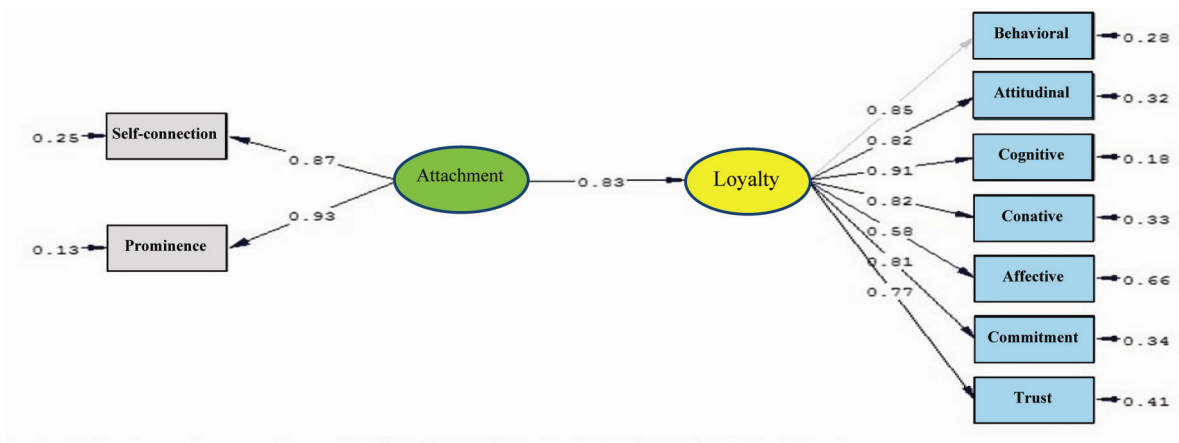 Behavioral
0.28
0.85
Attitudinal
0.32
0.82
Self-connection
0.25
0.87
Cognitive
0.18
0.91
Attachment
0.83
Loyalty
Conative
0.33
0.82
0.93
0.58
Prominence
0.13
Affective
0.66
0.81
0.77
Commitment
0.34
Trust
0.41